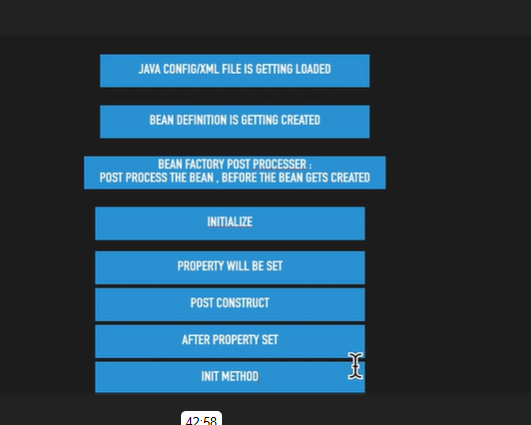 JAVA CONFIG/XML FILE IS GETTING LOADED
BEAN DEFINITION IS GETTING CREATED
BEAN FACTORY POST PROCESSER :
POST PROCESS THE BEAN , BEFORE THE BEAN GETS CREATED
INITIALIZE
PROPERTY WILL BE SET
POST CONSTRUCT
AFTER PROPERTY SET
INIT METHOD
42:58